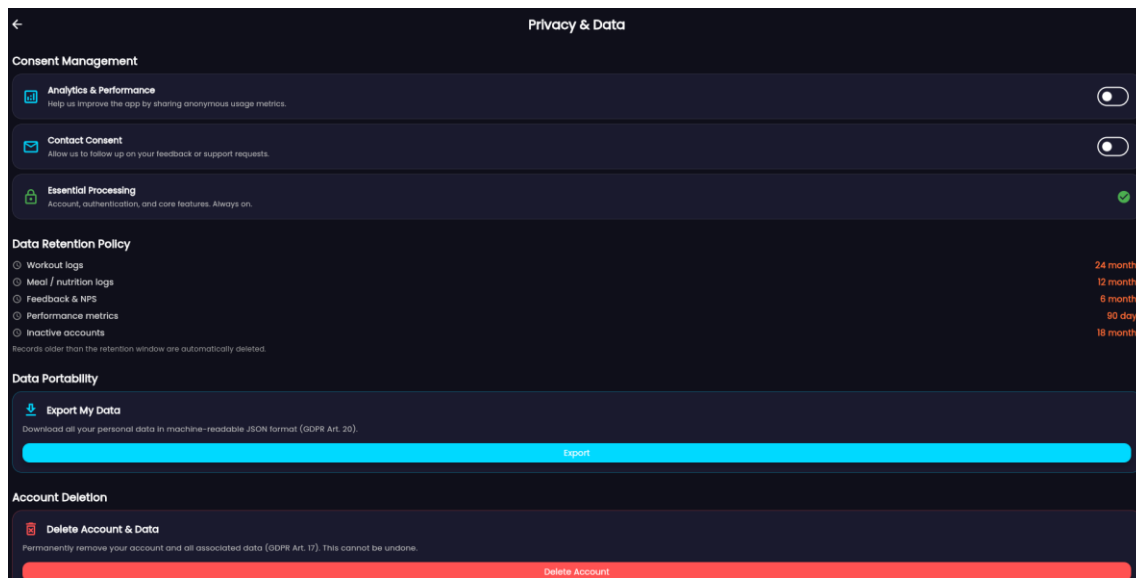 Privacy & Data
Consent Management
Analytics & Performance
Help us improve the app by sharing anonymous usage metrics.
Contact Consent
Allow us to follow up on your feedback or support requests.
Essential Processing
Account, authentication, and core features. Always on.
Data Retention Policy
Workout logs 24 month
Meal / nutrition logs 12 month
Feedback & NPS 6 month
Performance metrics 90 day
Inactive accounts 18 month
Records older than the retention window are automatically deleted.
Data Portability
Export My Data
Download all your personal data in machine-readable JSON format (GDPR Art. 20).
Export
Account Deletion
Delete Account & Data
Permanently remove your account and all associated data (GDPR Art. 17). This cannot be undone.
Delete Account